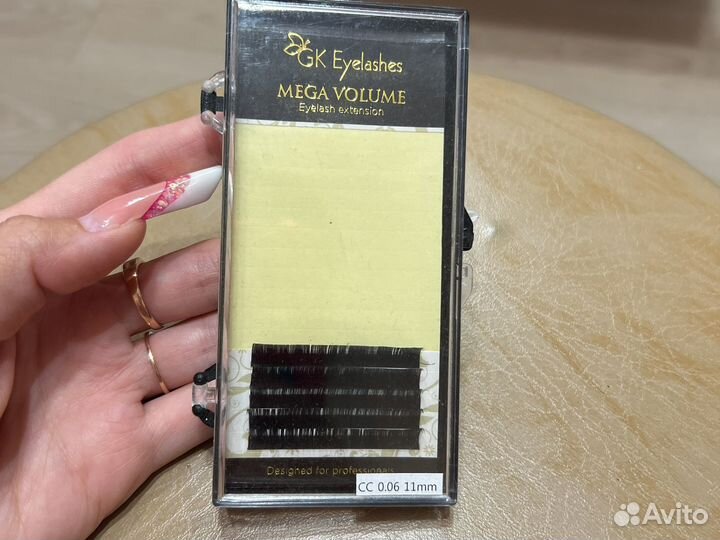 GK Eyelashes
MEGA VOLUME
Eyelash extension
Designed for professionals
CC 0.06 11mm
Avito